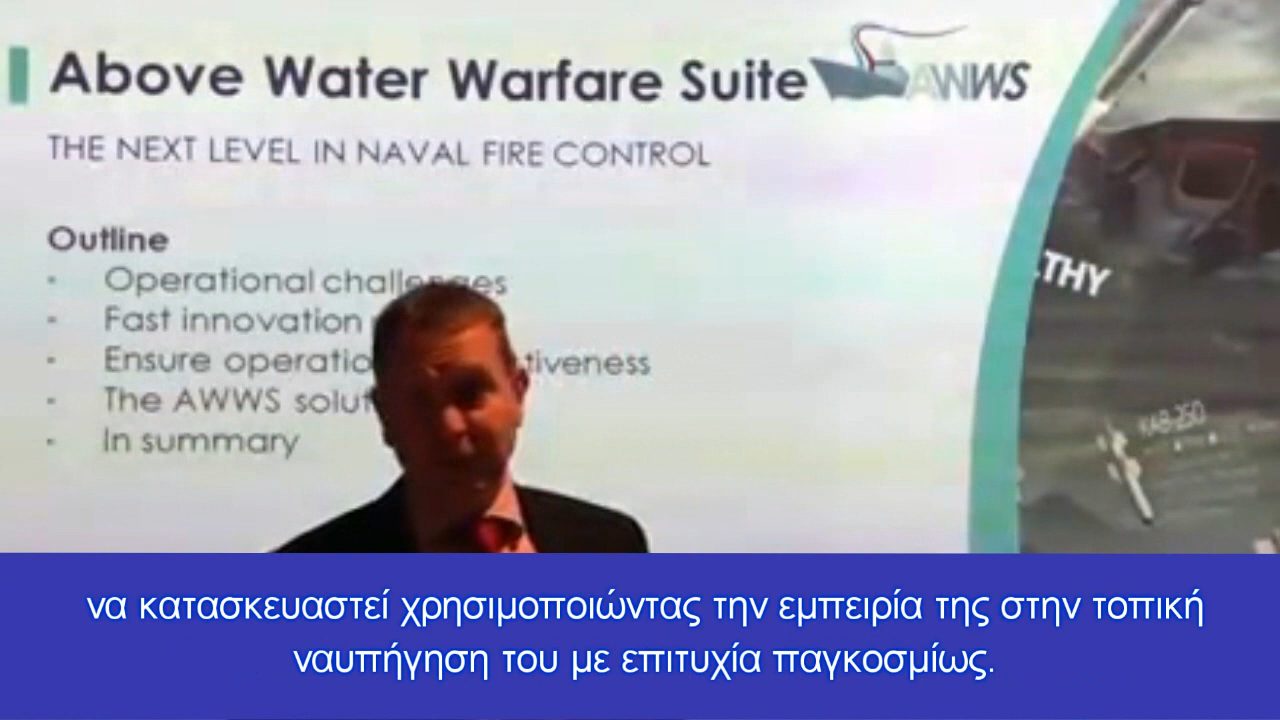 Above Water Warfare Suite AWWS
THE NEXT LEVEL IN NAVAL FIRE CONTROL
Outline
- Operational challenges
- Fast innovation
- Ensure operatio tiveness
- The AWWS solut
- In summary
THY
KAB-250
να κατασκευαστεί χρησιμοποιώντας την εμπειρία της στην τοπική
ναυπήγηση του με επιτυχία παγκοσμίως.